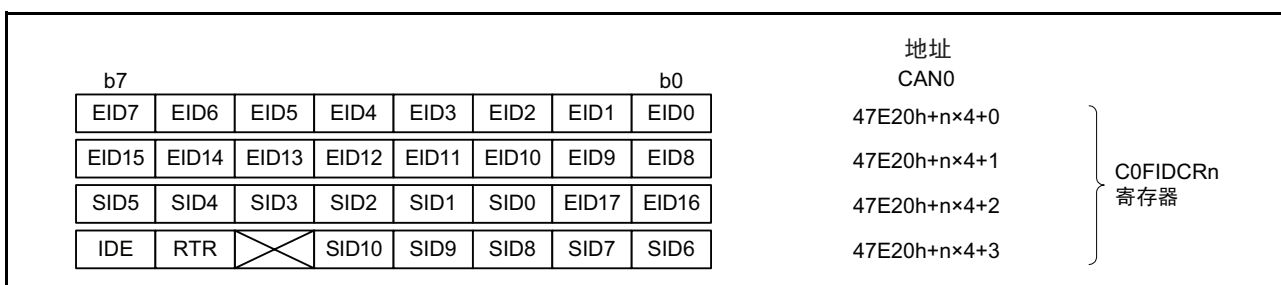 地址
b7 b0 CAN0
EID7 EID6 EID5 EID4 EID3 EID2 EID1 EID0 47E20h+n×4+0
EID15 EID14 EID13 EID12 EID11 EID10 EID9 EID8 47E20h+n×4+1
C0FIDCRn
寄存器
SID5 SID4 SID3 SID2 SID1 SID0 EID17 EID16 47E20h+n×4+2
IDE RTR SID10 SID9 SID8 SID7 SID6 47E20h+n×4+3